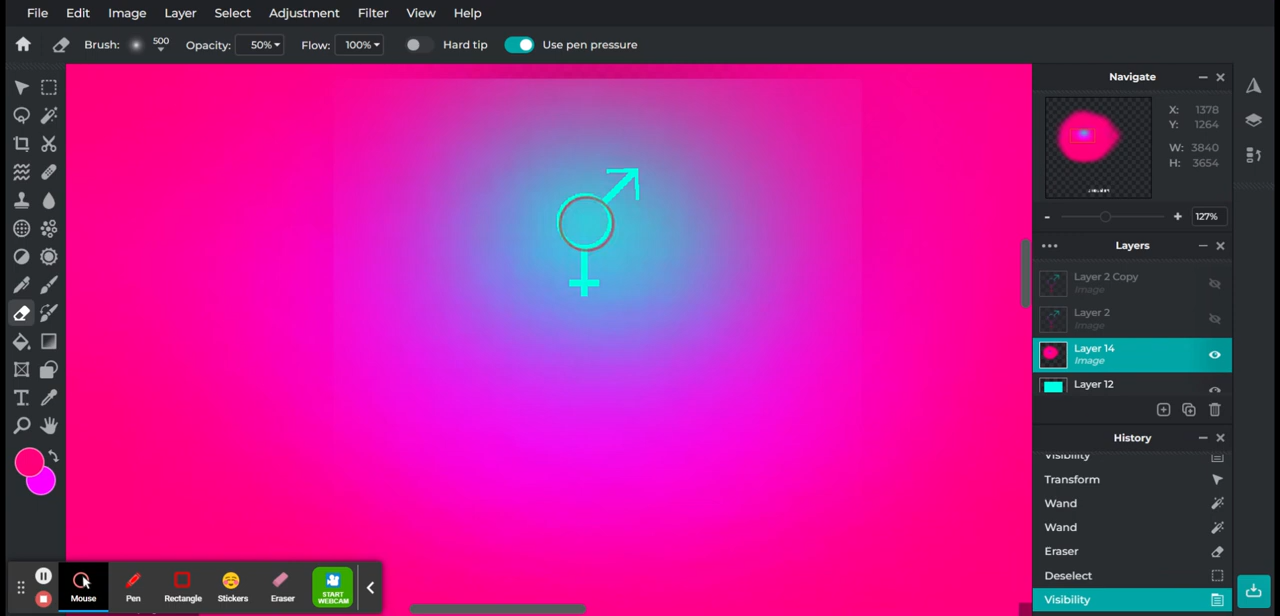 File Edit Image Layer Select Adjustment Filter View Help
Brush: 500 Opacity: 50% Flow: 100% Hard tip Use pen pressure
Navigate
X: 1378
Y: 1264
W: 3840
H: 3654
- + 127%
Layers
Layer 2 Copy
Image
Layer 2
Image
Layer 14
Image
Layer 12
History
Visibility
Transform
Wand
Wand
Eraser
Deselect
Visibility
Mouse Pen Rectangle Stickers Eraser START WEBCAM